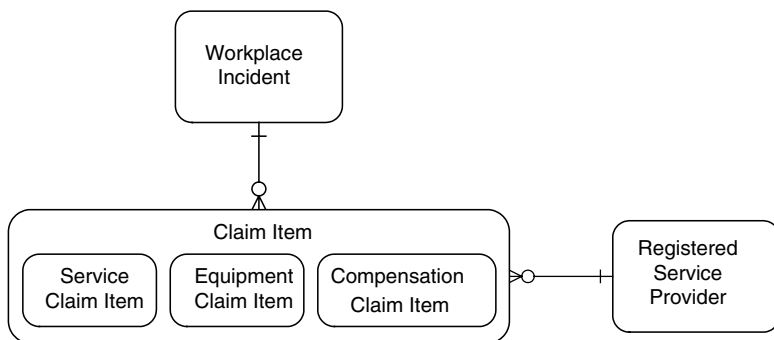 Workplace
Incident
Claim Item
Service
Claim Item
Equipment
Claim Item
Compensation
Claim Item
Registered
Service
Provider